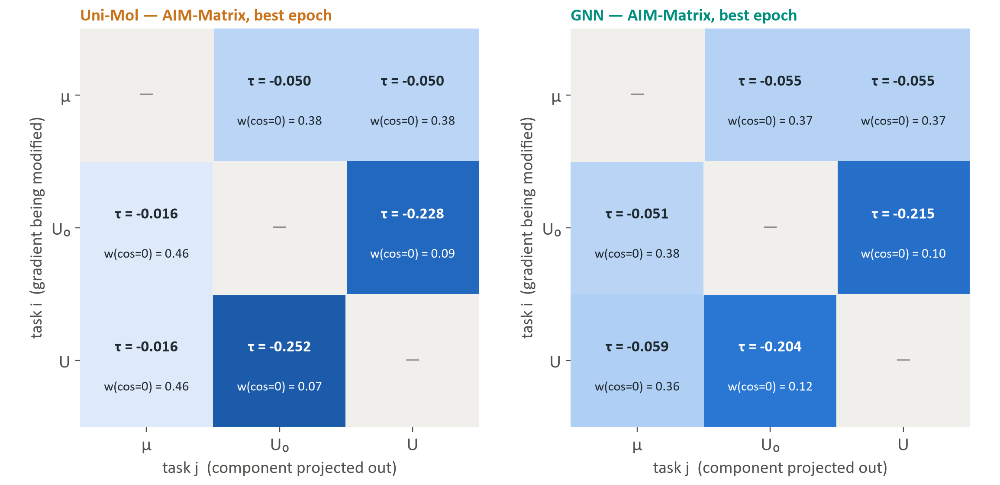 Uni-Mol — AIM-Matrix, best epoch
task i  (gradient being modified)
μ
—
τ = -0.050
w(cos=0) = 0.38
τ = -0.050
w(cos=0) = 0.38
U₀
τ = -0.016
w(cos=0) = 0.46
—
τ = -0.228
w(cos=0) = 0.09
U
τ = -0.016
w(cos=0) = 0.46
τ = -0.252
w(cos=0) = 0.07
—
μ
U₀
U
task j  (component projected out)
GNN — AIM-Matrix, best epoch
task i  (gradient being modified)
μ
—
τ = -0.055
w(cos=0) = 0.37
τ = -0.055
w(cos=0) = 0.37
U₀
τ = -0.051
w(cos=0) = 0.38
—
τ = -0.215
w(cos=0) = 0.10
U
τ = -0.059
w(cos=0) = 0.36
τ = -0.204
w(cos=0) = 0.12
—
μ
U₀
U
task j  (component projected out)